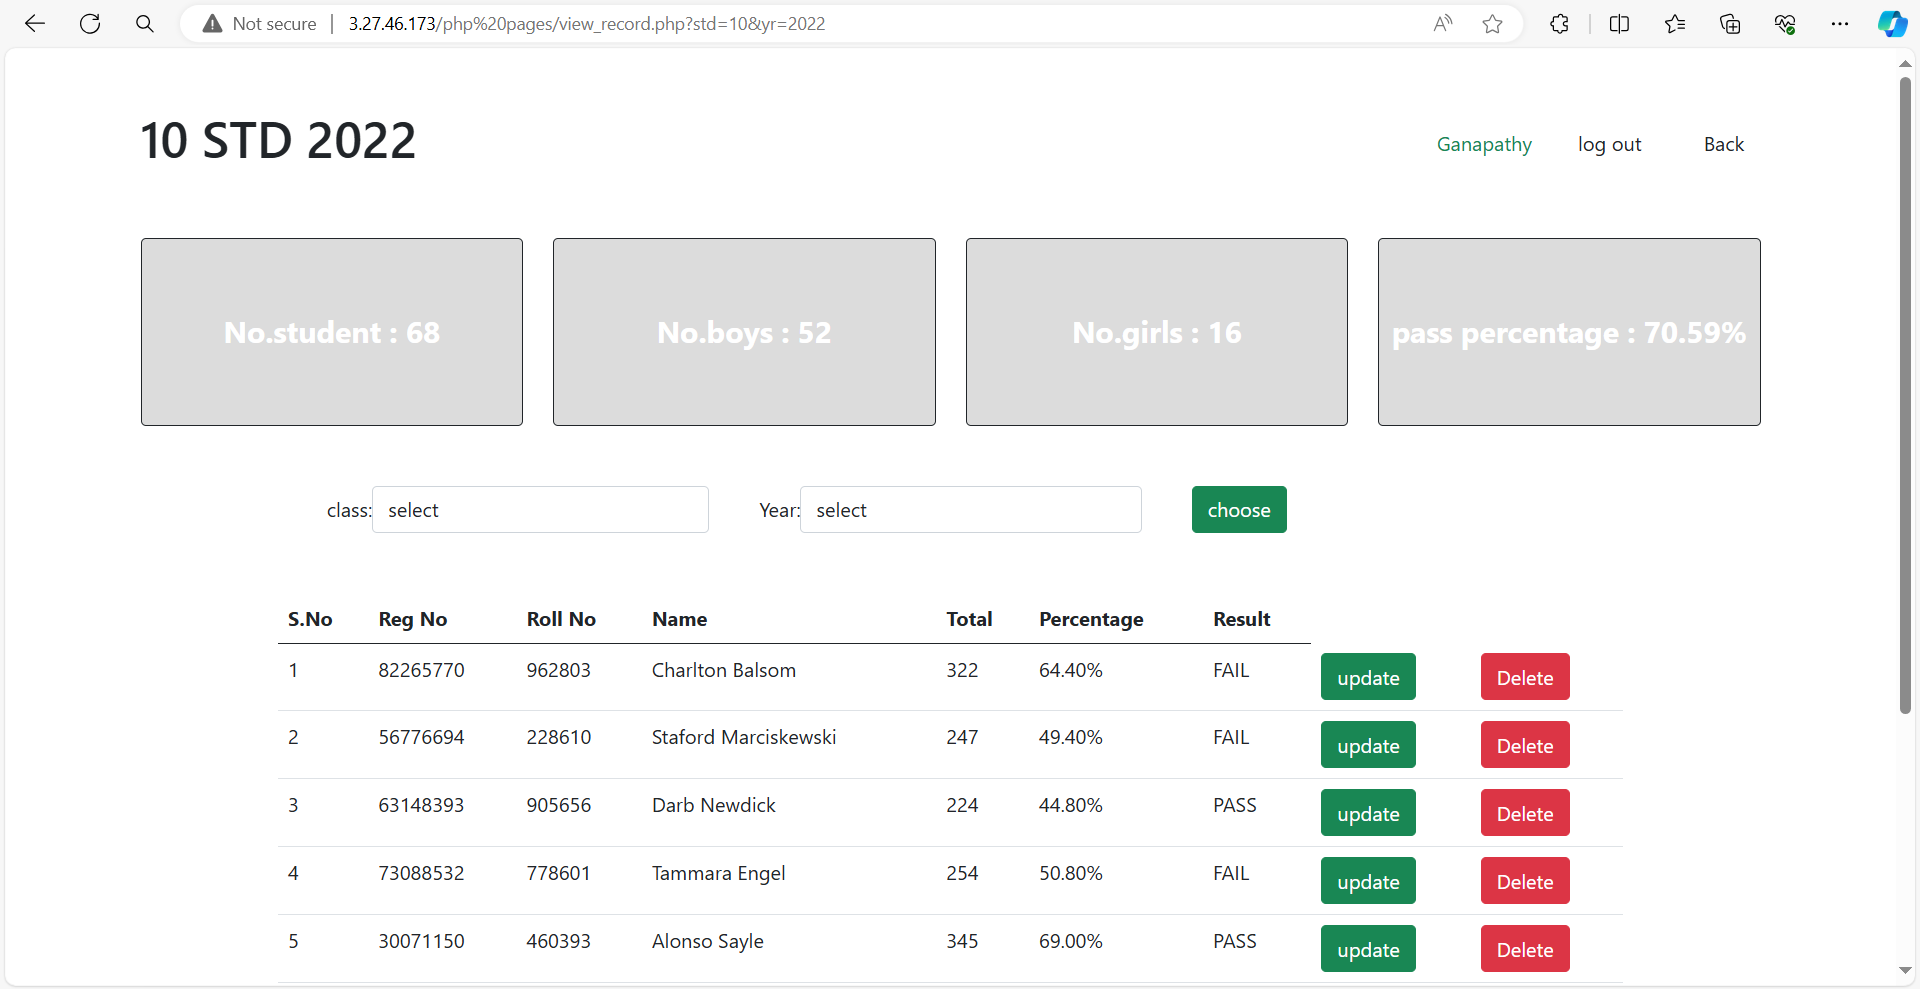 Not secure | 3.27.46.173/php%20pages/view_record.php?std=10&yr=2022
10 STD 2022
Ganapathy log out Back
No.student : 68 No.boys : 52 No.girls : 16 pass percentage : 70.59%
class: select Year: select choose
S.No Reg No Roll No Name Total Percentage Result
1 82265770 962803 Charlton Balsom 322 64.40% FAIL update Delete
2 56776694 228610 Staford Marciskewski 247 49.40% FAIL update Delete
3 63148393 905656 Darb Newdick 224 44.80% PASS update Delete
4 73088532 778601 Tammara Engel 254 50.80% FAIL update Delete
5 30071150 460393 Alonso Sayle 345 69.00% PASS update Delete